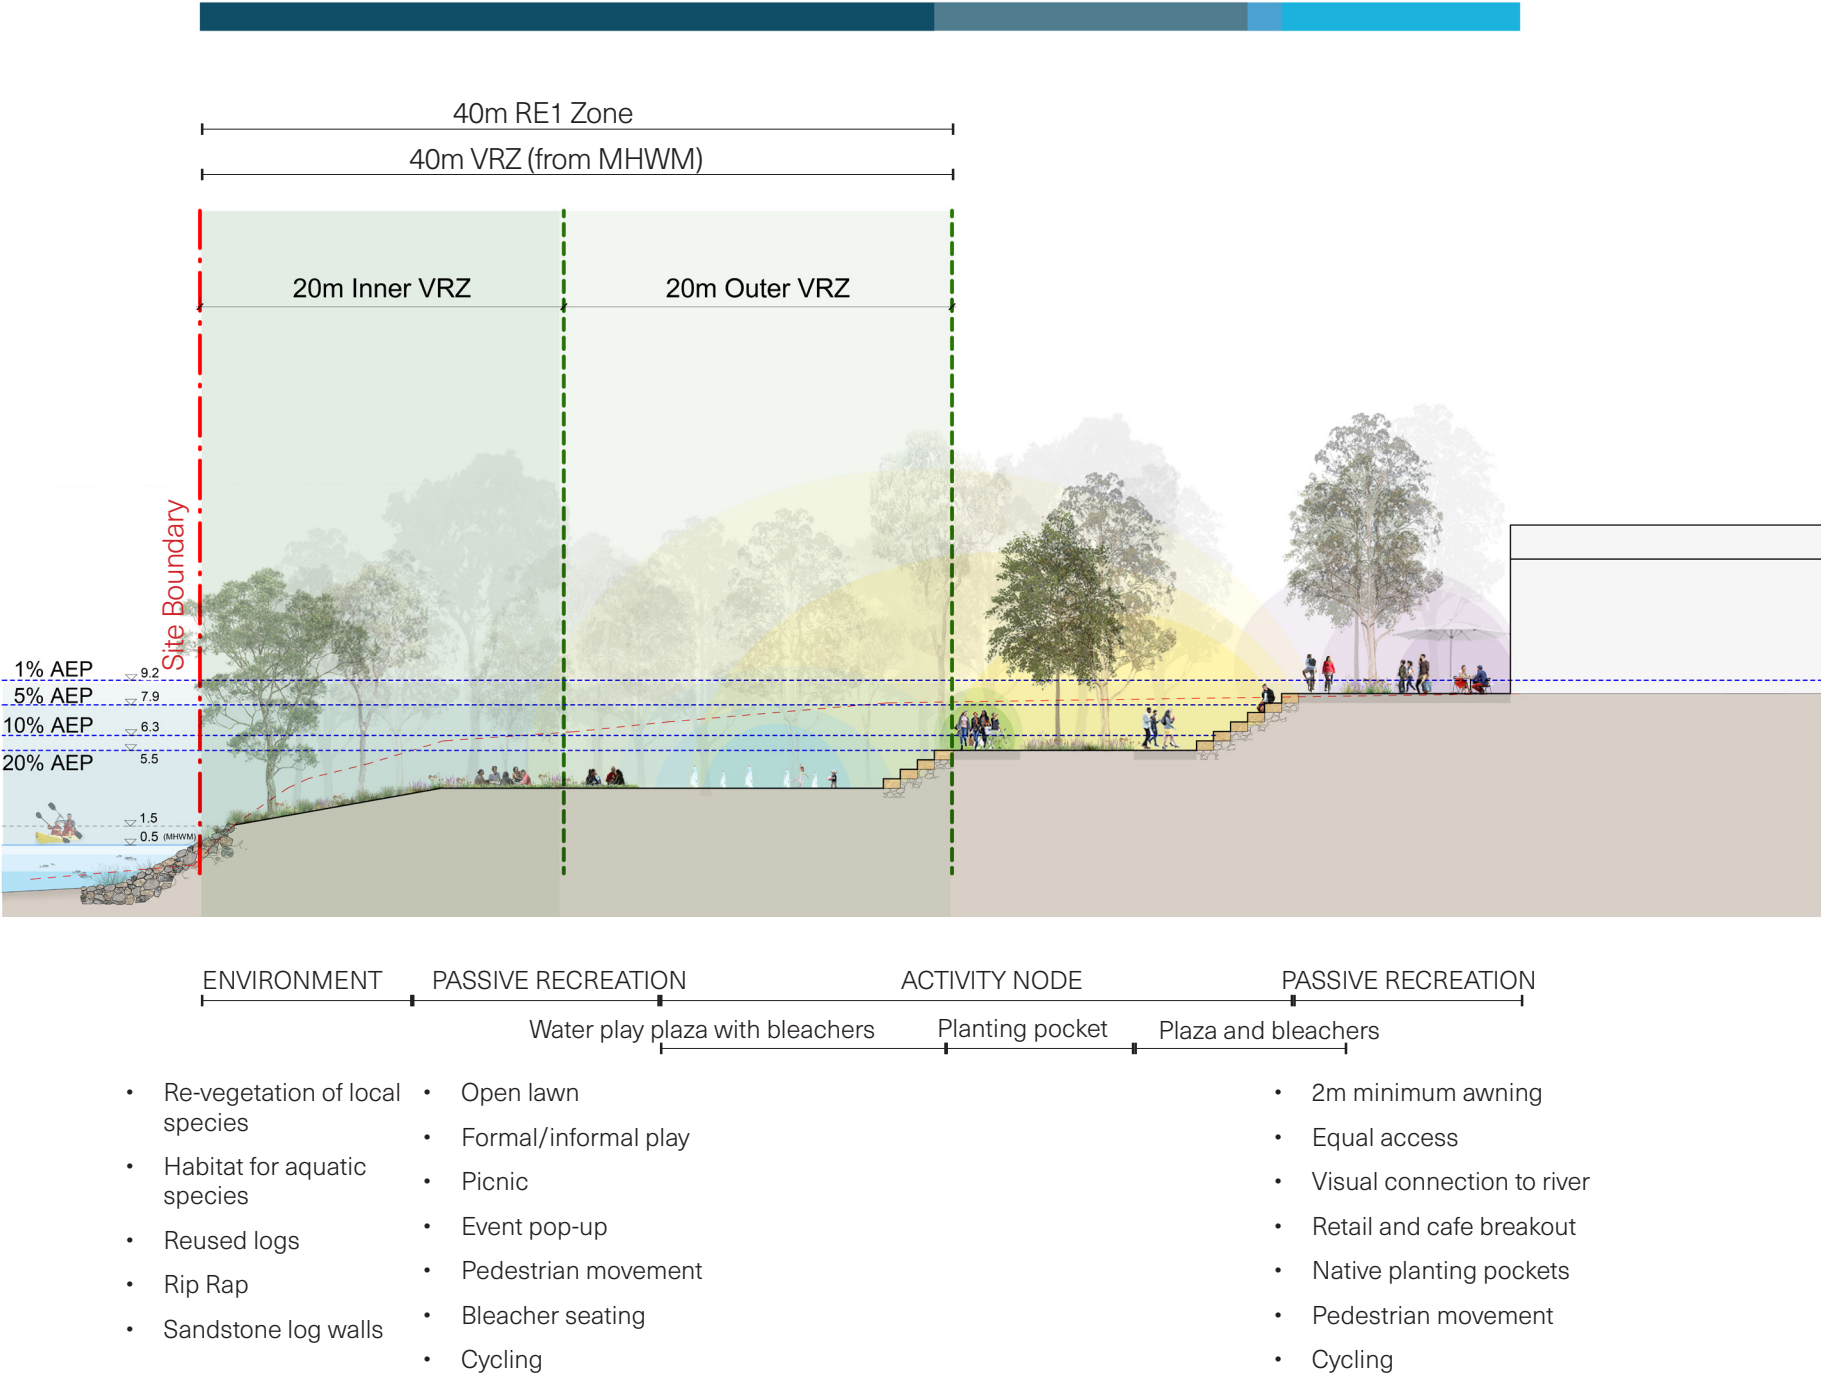 40m RE1 Zone
40m VRZ (from MHWM)
20m Inner VRZ
20m Outer VRZ
Site Boundary
1% AEP
9.2
5% AEP
7.9
10% AEP
6.3
20% AEP
5.5
1.5
0.5 (MHWM)
ENVIRONMENT
PASSIVE RECREATION
ACTIVITY NODE
PASSIVE RECREATION
Water play plaza with bleachers
Planting pocket
Plaza and bleachers
• Re-vegetation of local
species
• Habitat for aquatic
species
• Reused logs
• Rip Rap
• Sandstone log walls
• Open lawn
• Formal/informal play
• Picnic
• Event pop-up
• Pedestrian movement
• Bleacher seating
• Cycling
• 2m minimum awning
• Equal access
• Visual connection to river
• Retail and cafe breakout
• Native planting pockets
• Pedestrian movement
• Cycling